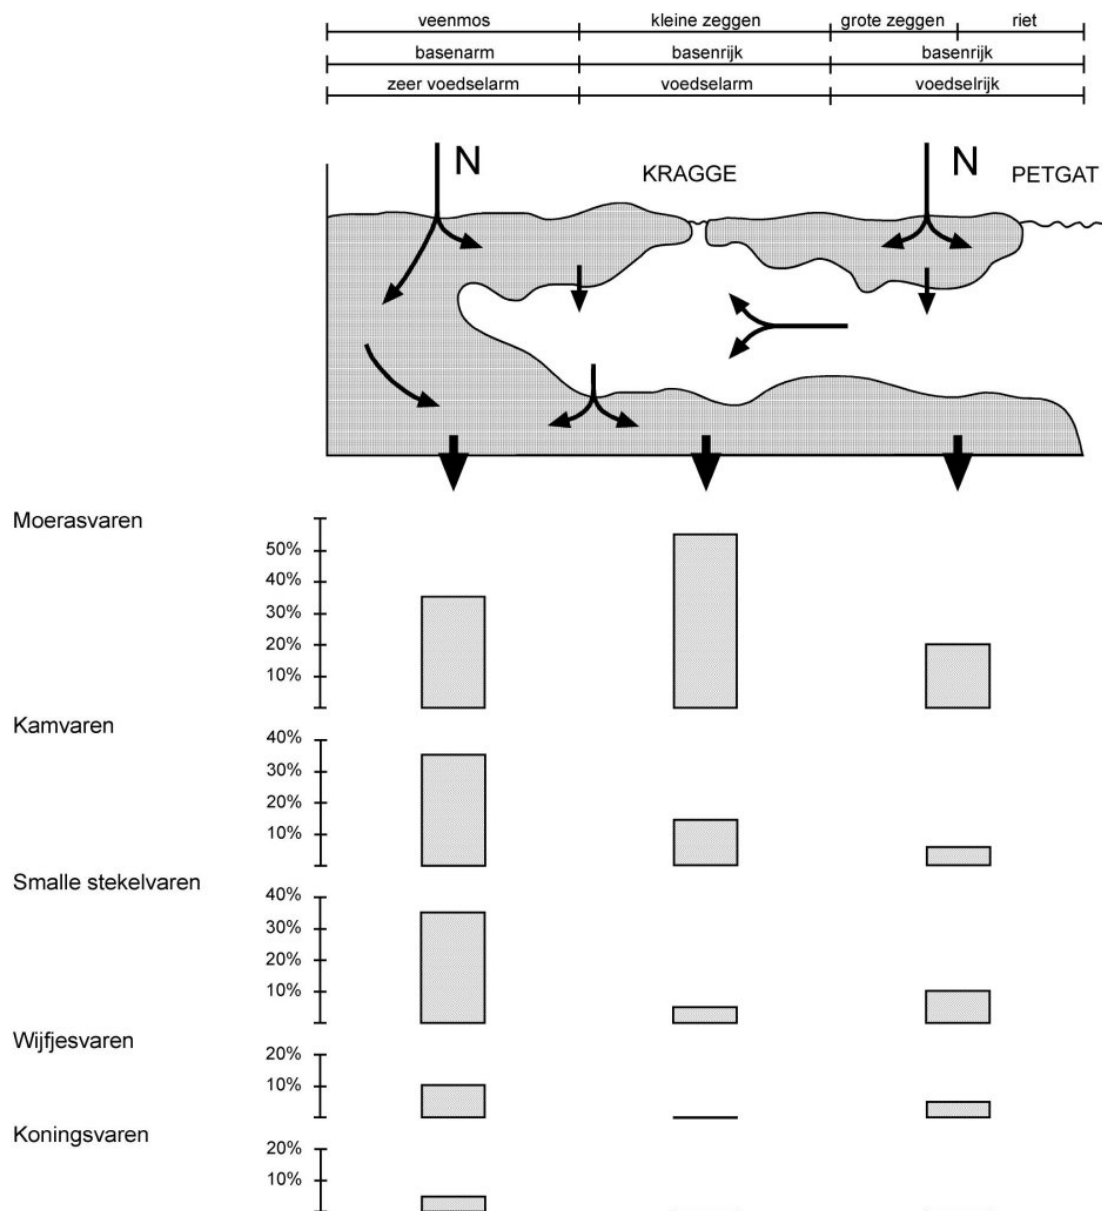 veenmos kleine zeggen grote zeggen riet
basenarm basenrijk basenrijk
zeer voedselarm voedselarm voedselrijk
N KRAGGE N PETGAT
Moerasvaren
50%
40%
30%
20%
10%
Kamvaren
40%
30%
20%
10%
Smalle stekelvaren
40%
30%
20%
10%
Wijfjesvaren
20%
10%
Koningsvaren
20%
10%